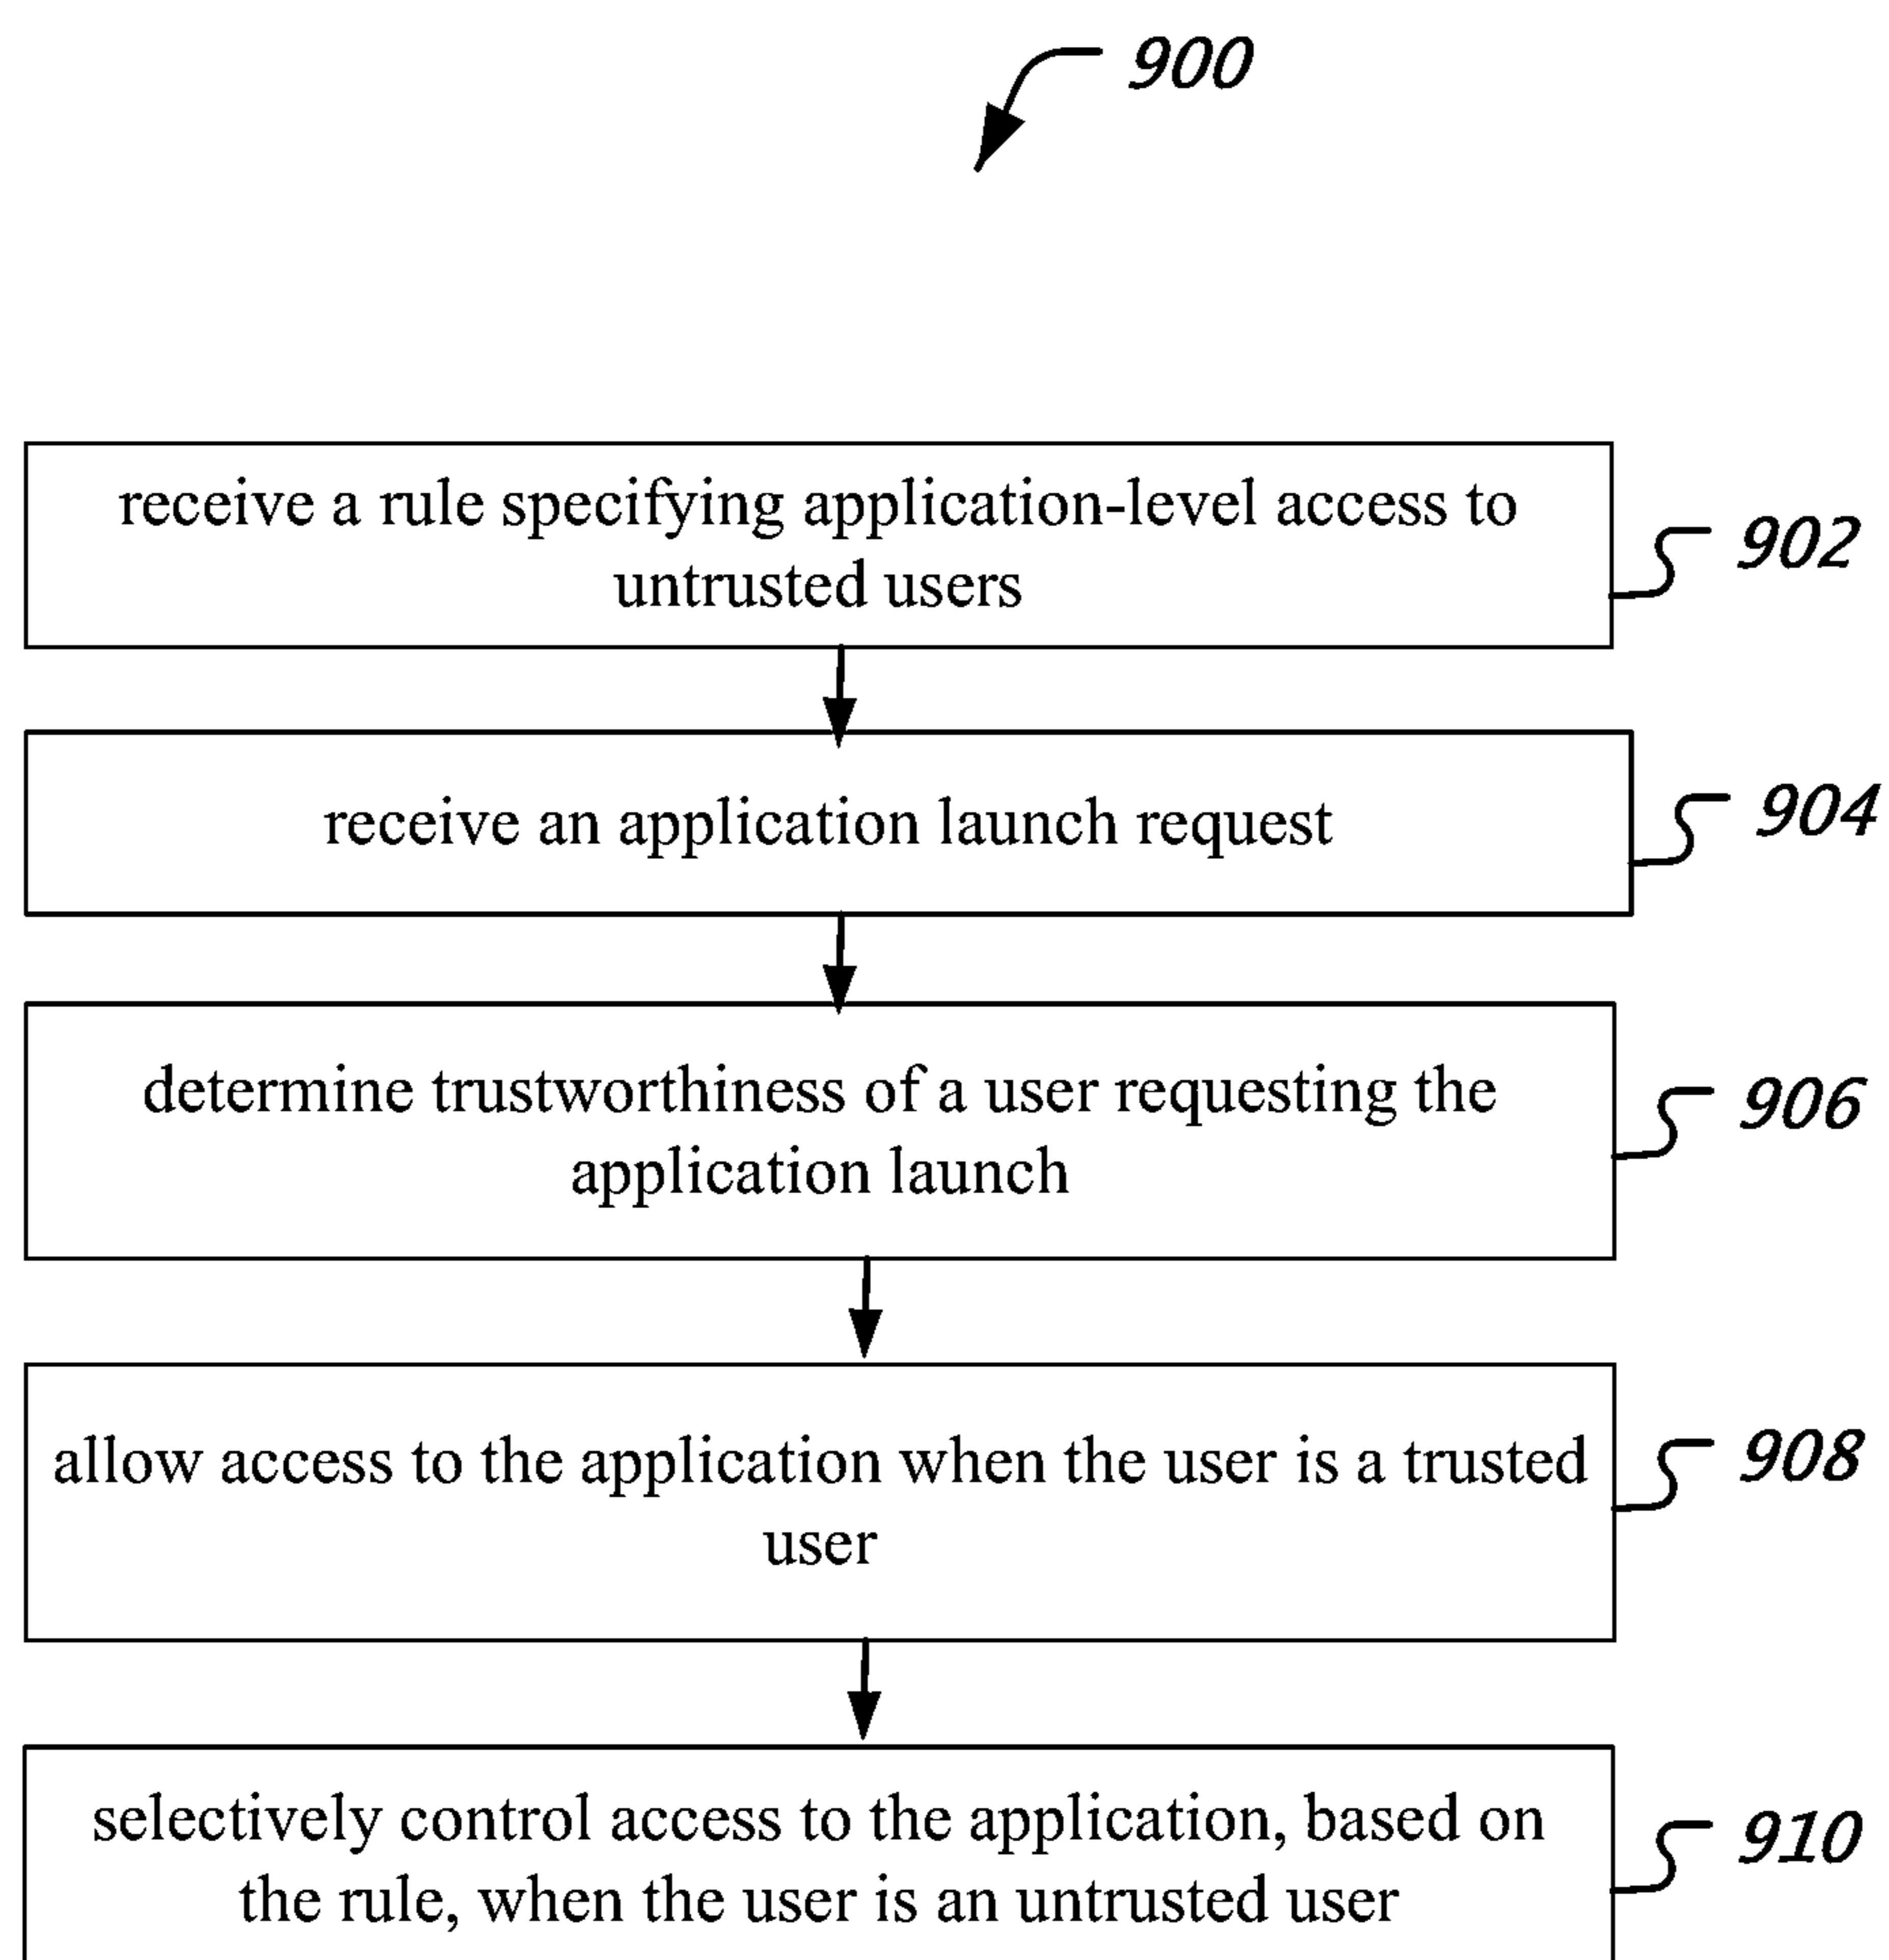 900
receive a rule specifying application-level access to
untrusted users
902
receive an application launch request
904
determine trustworthiness of a user requesting the
application launch
906
allow access to the application when the user is a trusted
user
908
selectively control access to the application, based on
the rule, when the user is an untrusted user
910